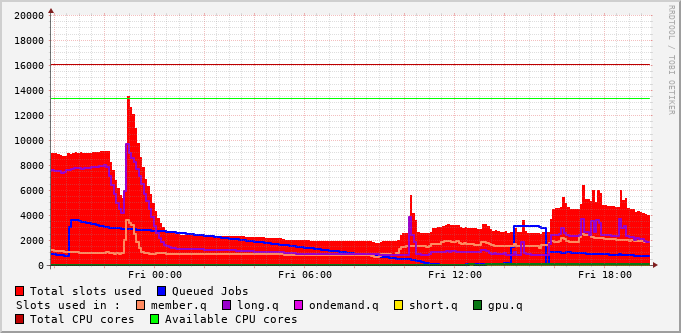 20000
18000
16000
14000
12000
10000
8000
6000
4000
2000
0
Fri 00:00 Fri 06:00 Fri 12:00 Fri 18:00
RRDTOOL / TOBI OETIKER
Total slots used Queued Jobs
Slots used in : member.q long.q ondemand.q short.q gpu.q
Total CPU cores Available CPU cores